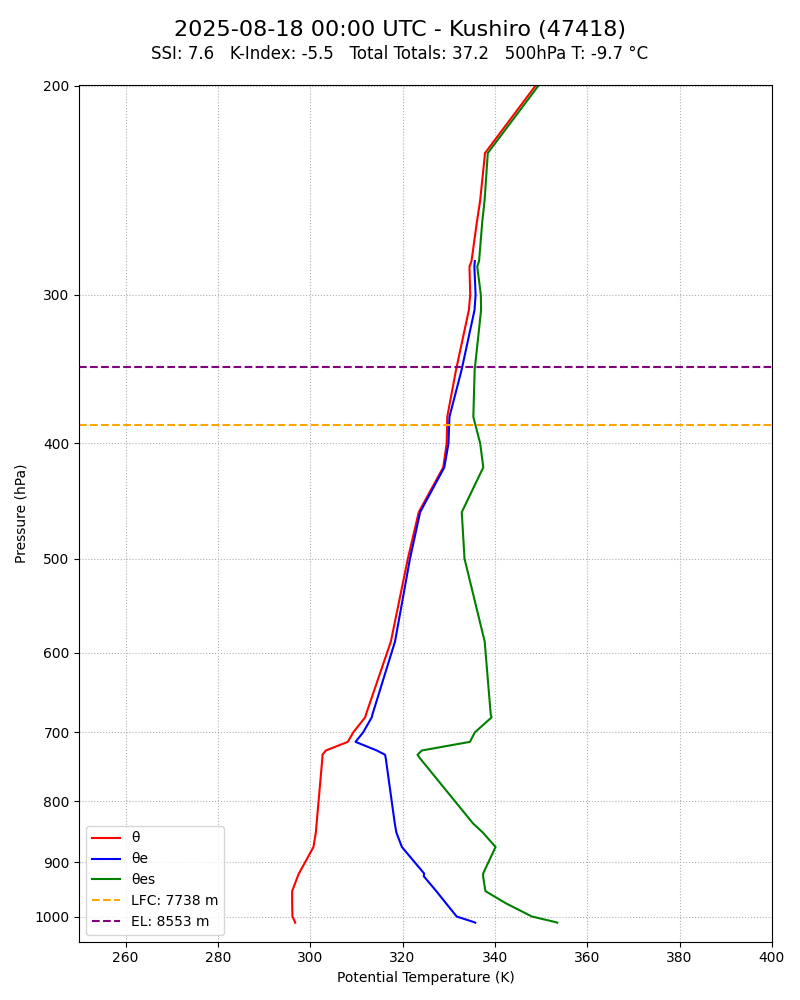 2025-08-18 00:00 UTC - Kushiro (47418)
SSI: 7.6   K-Index: -5.5   Total Totals: 37.2   500hPa T: -9.7 °C
200
300
400
500
600
700
800
900
1000
Pressure (hPa)
θ
θe
θes
LFC: 7738 m
EL: 8553 m
260 280 300 320 340 360 380 400
Potential Temperature (K)